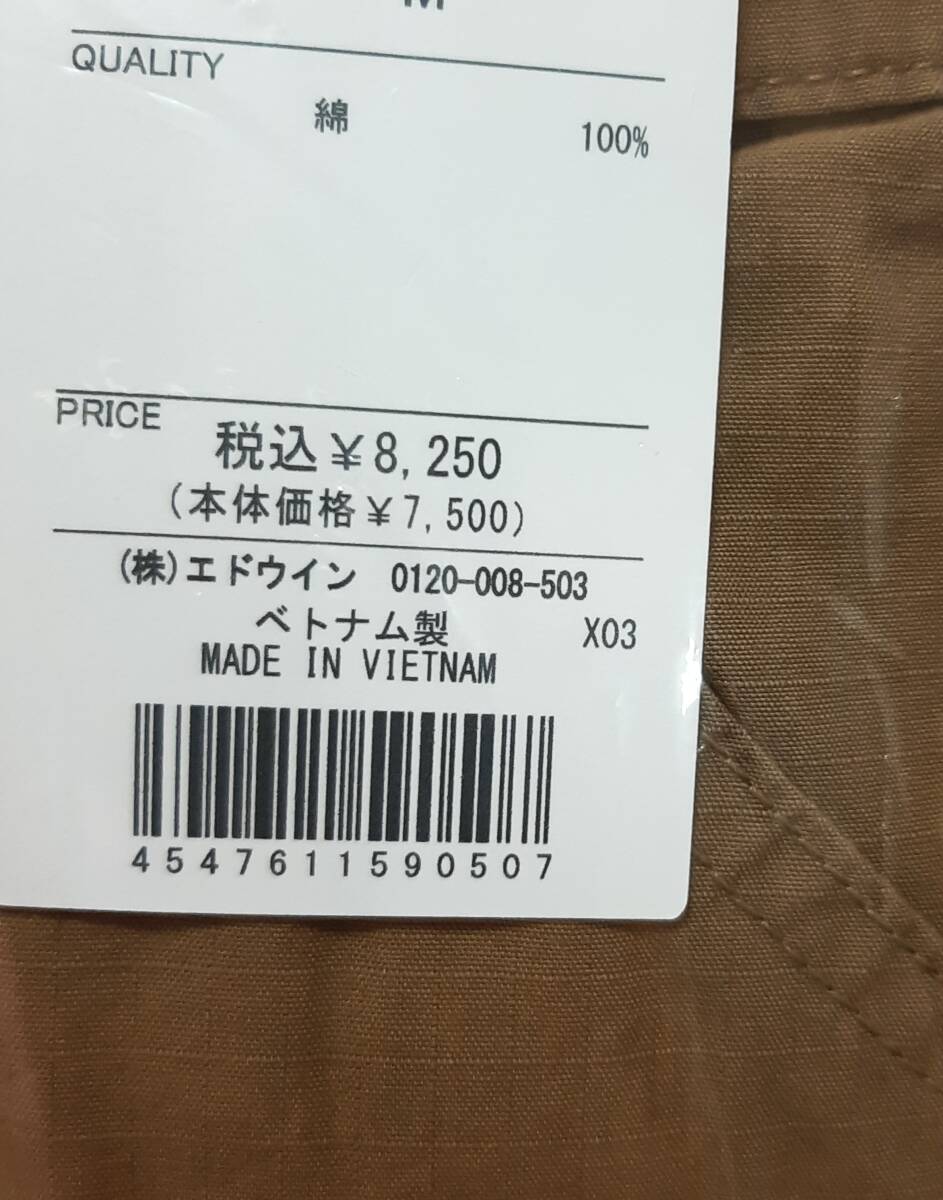 M
QUALITY
綿 100%
PRICE
税込¥8,250
(本体価格¥7,500)
(株)エドウイン 0120-008-503
ベトナム製 X03
MADE IN VIETNAM
4547611590507